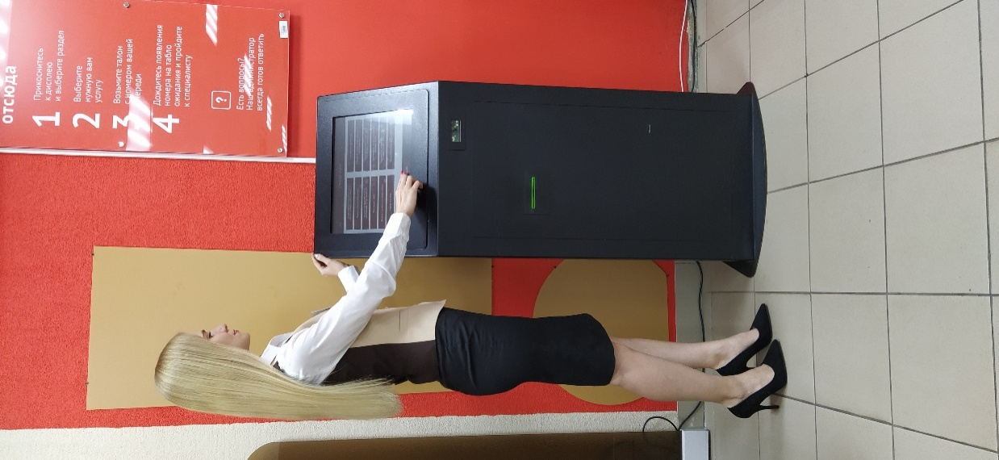 отсюда
1
Прикоснитесь
к дисплею
и выберите раздел
2
Выберите
нужную вам
услугу
3
Возьмите талон
с номером вашей
очереди
4
Дождитесь появления
номера на табло
ожидания и пройдите
к специалисту
?
Есть вопросы?
Наш администратор
всегда готов ответить